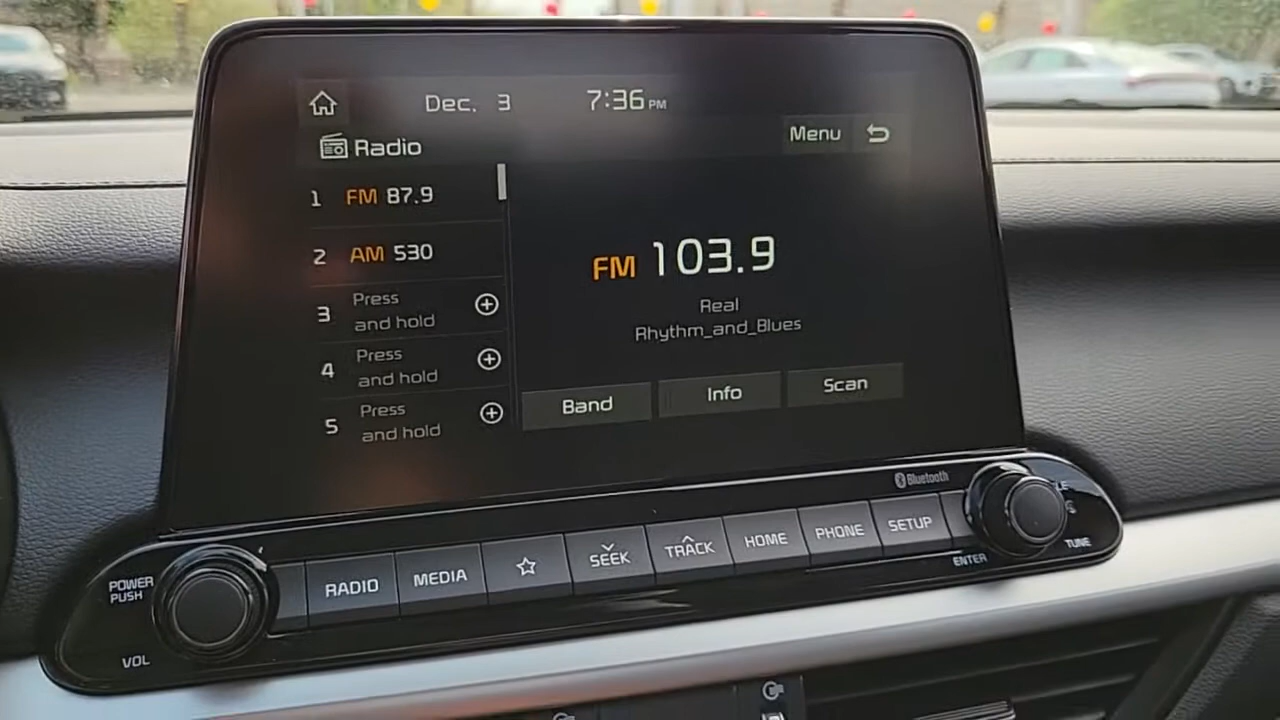 Dec. 3 7:36 PM
Radio Menu
1 FM 87.9
2 AM 530
3 Press and hold
4 Press and hold
5 Press and hold
FM 103.9
Real
Rhythm_and_Blues
Band Info Scan
Bluetooth
POWER
PUSH
VOL
RADIO MEDIA SEEK TRACK HOME PHONE SETUP
ENTER
TUNE